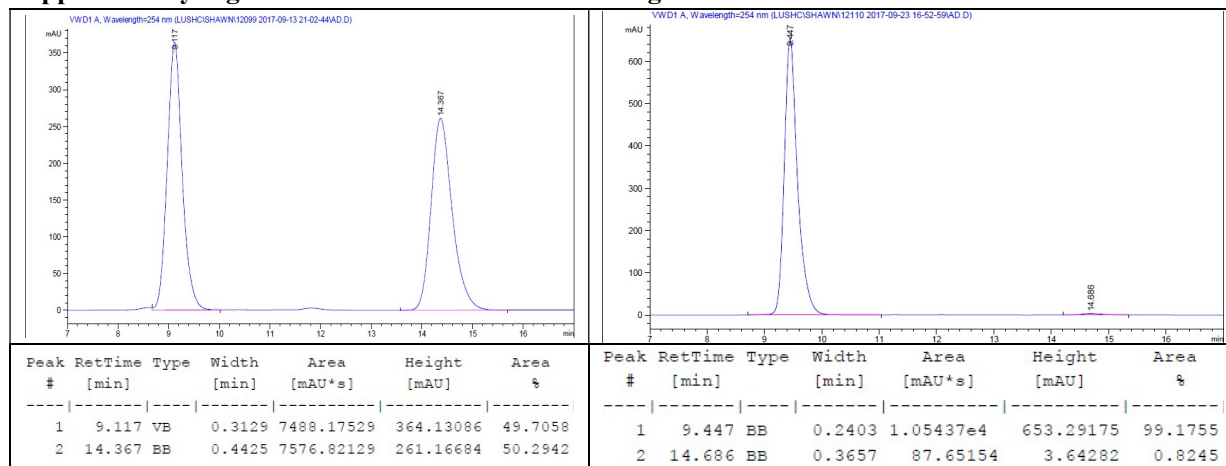 VWD1 A, Wavelength=254 nm (LUSHC\SHAWN\12099 2017-09-13 21-02-44\AD.D)
mAU
350
300
250
200
150
100
50
0
9.117
14.367
7 8 9 10 11 12 13 14 15 16 min
Peak RetTime Type Width Area Height Area
# [min] [min] [mAU*s] [mAU] %
----|-------|----|-------|----------|----------|--------|
1 9.117 VB 0.3129 7488.17529 364.13086 49.7058
2 14.367 BB 0.4425 7576.82129 261.16684 50.2942
VWD1 A, Wavelength=254 nm (LUSHC\SHAWN\12110 2017-09-23 16-52-59\AD.D)
mAU
600
500
400
300
200
100
0
9.447
14.686
7 8 9 10 11 12 13 14 15 16 min
Peak RetTime Type Width Area Height Area
# [min] [min] [mAU*s] [mAU] %
----|-------|----|-------|----------|----------|--------|
1 9.447 BB 0.2403 1.05437e4 653.29175 99.1755
2 14.686 BB 0.3657 87.65154 3.64282 0.8245